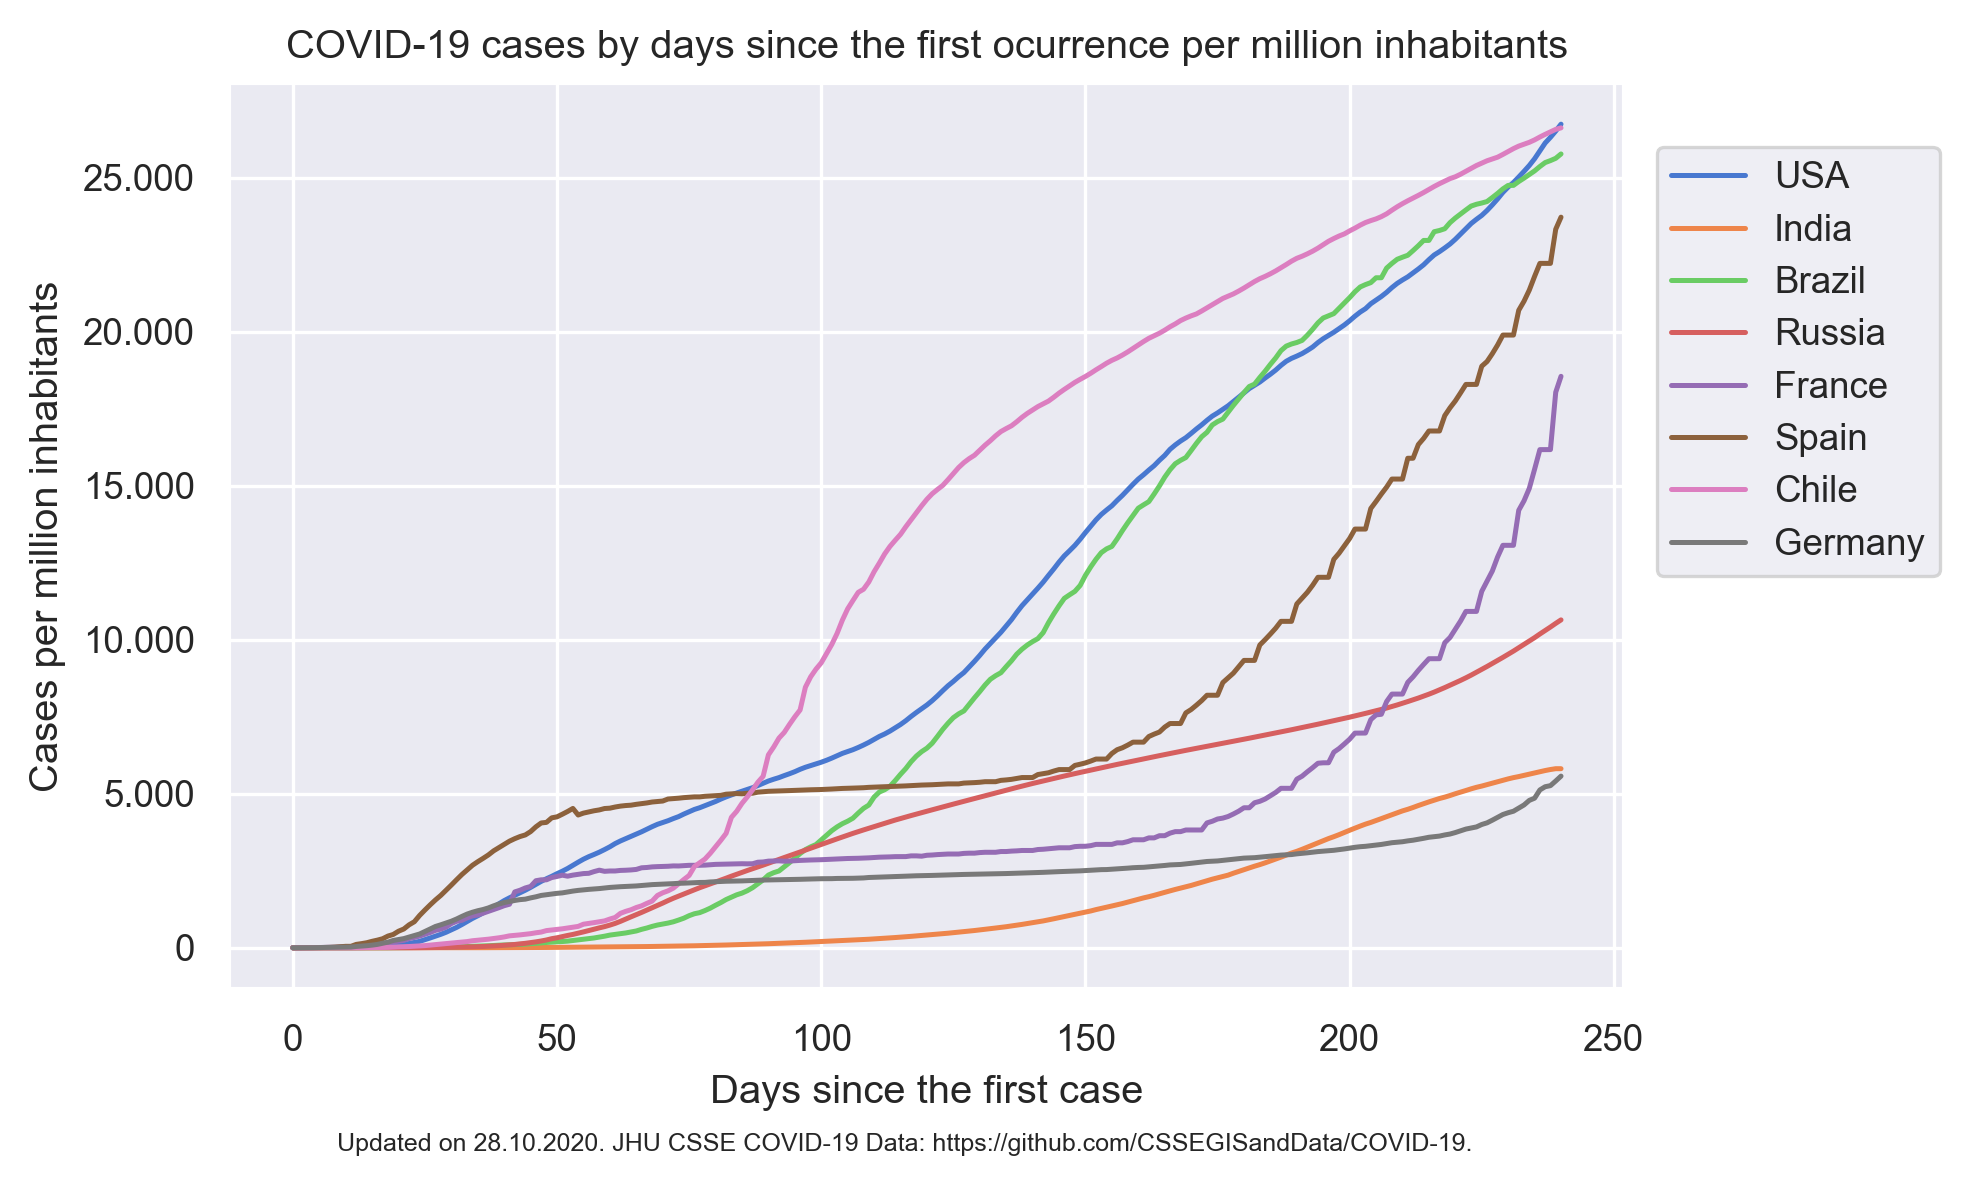 COVID-19 cases by days since the first ocurrence per million inhabitants
Cases per million inhabitants
25.000
20.000
15.000
10.000
5.000
0
0 50 100 150 200 250
Days since the first case
USA
India
Brazil
Russia
France
Spain
Chile
Germany
Updated on 28.10.2020. JHU CSSE COVID-19 Data: https://github.com/CSSEGISandData/COVID-19.